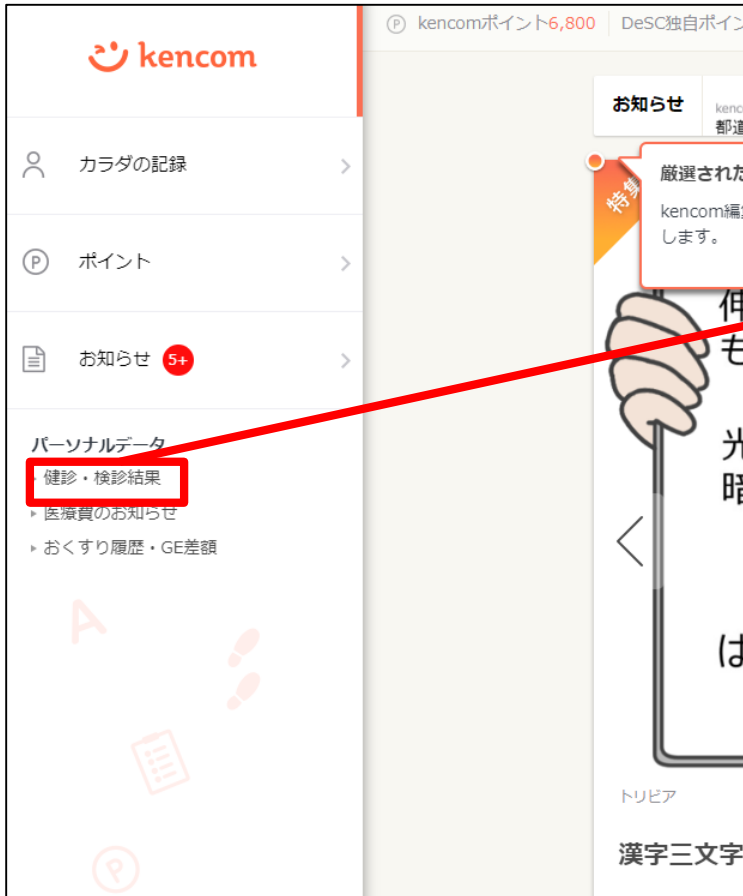 kencom
kencomポイント6,800
DeSC独自ポイン
カラダの記録
ポイント
お知らせ 5+
パーソナルデータ
健診・検診結果
医療費のお知らせ
おくすり履歴・GE差額
お知らせ
kenc
都道
特集
厳選された
kencom編
します。
伸
も
光
暗
は
トリビア
漢字三文字